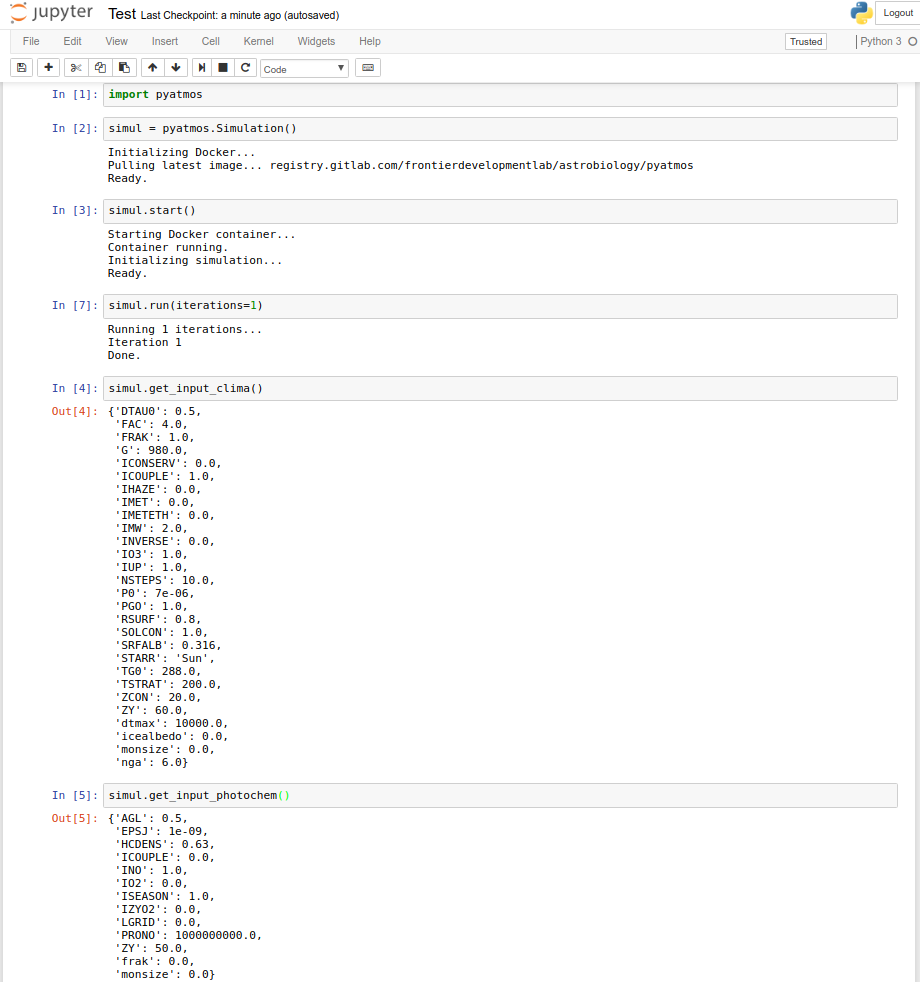 jupyter Test Last Checkpoint: a minute ago (autosaved) Logout
File Edit View Insert Cell Kernel Widgets Help Trusted Python 3
Code
In [1]: import pyatmos
In [2]: simul = pyatmos.Simulation()
Initializing Docker...
Pulling latest image... registry.gitlab.com/frontierdevelopmentlab/astrobiology/pyatmos
Ready.
In [3]: simul.start()
Starting Docker container...
Container running.
Initializing simulation...
Ready.
In [7]: simul.run(iterations=1)
Running 1 iterations...
Iteration 1
Done.
In [4]: simul.get_input_clima()
Out[4]: {'DTAU0': 0.5,
'FAC': 4.0,
'FRAK': 1.0,
'G': 980.0,
'ICONSERV': 0.0,
'ICOUPLE': 1.0,
'IHAZE': 0.0,
'IMET': 0.0,
'IMETETH': 0.0,
'IMW': 2.0,
'INVERSE': 0.0,
'IO3': 1.0,
'IUP': 1.0,
'NSTEPS': 10.0,
'P0': 7e-06,
'PGO': 1.0,
'RSURF': 0.8,
'SOLCON': 1.0,
'SRFALB': 0.316,
'STARR': 'Sun',
'TG0': 288.0,
'TSTRAT': 200.0,
'ZCON': 20.0,
'ZY': 60.0,
'dtmax': 10000.0,
'icealbedo': 0.0,
'monsize': 0.0,
'nga': 6.0}
In [5]: simul.get_input_photochem()
Out[5]: {'AGL': 0.5,
'EPSJ': 1e-09,
'HCDENS': 0.63,
'ICOUPLE': 0.0,
'INO': 1.0,
'IO2': 0.0,
'ISEASON': 1.0,
'IZYO2': 0.0,
'LGRID': 0.0,
'PRONO': 1000000000.0,
'ZY': 50.0,
'frak': 0.0,
'monsize': 0.0}